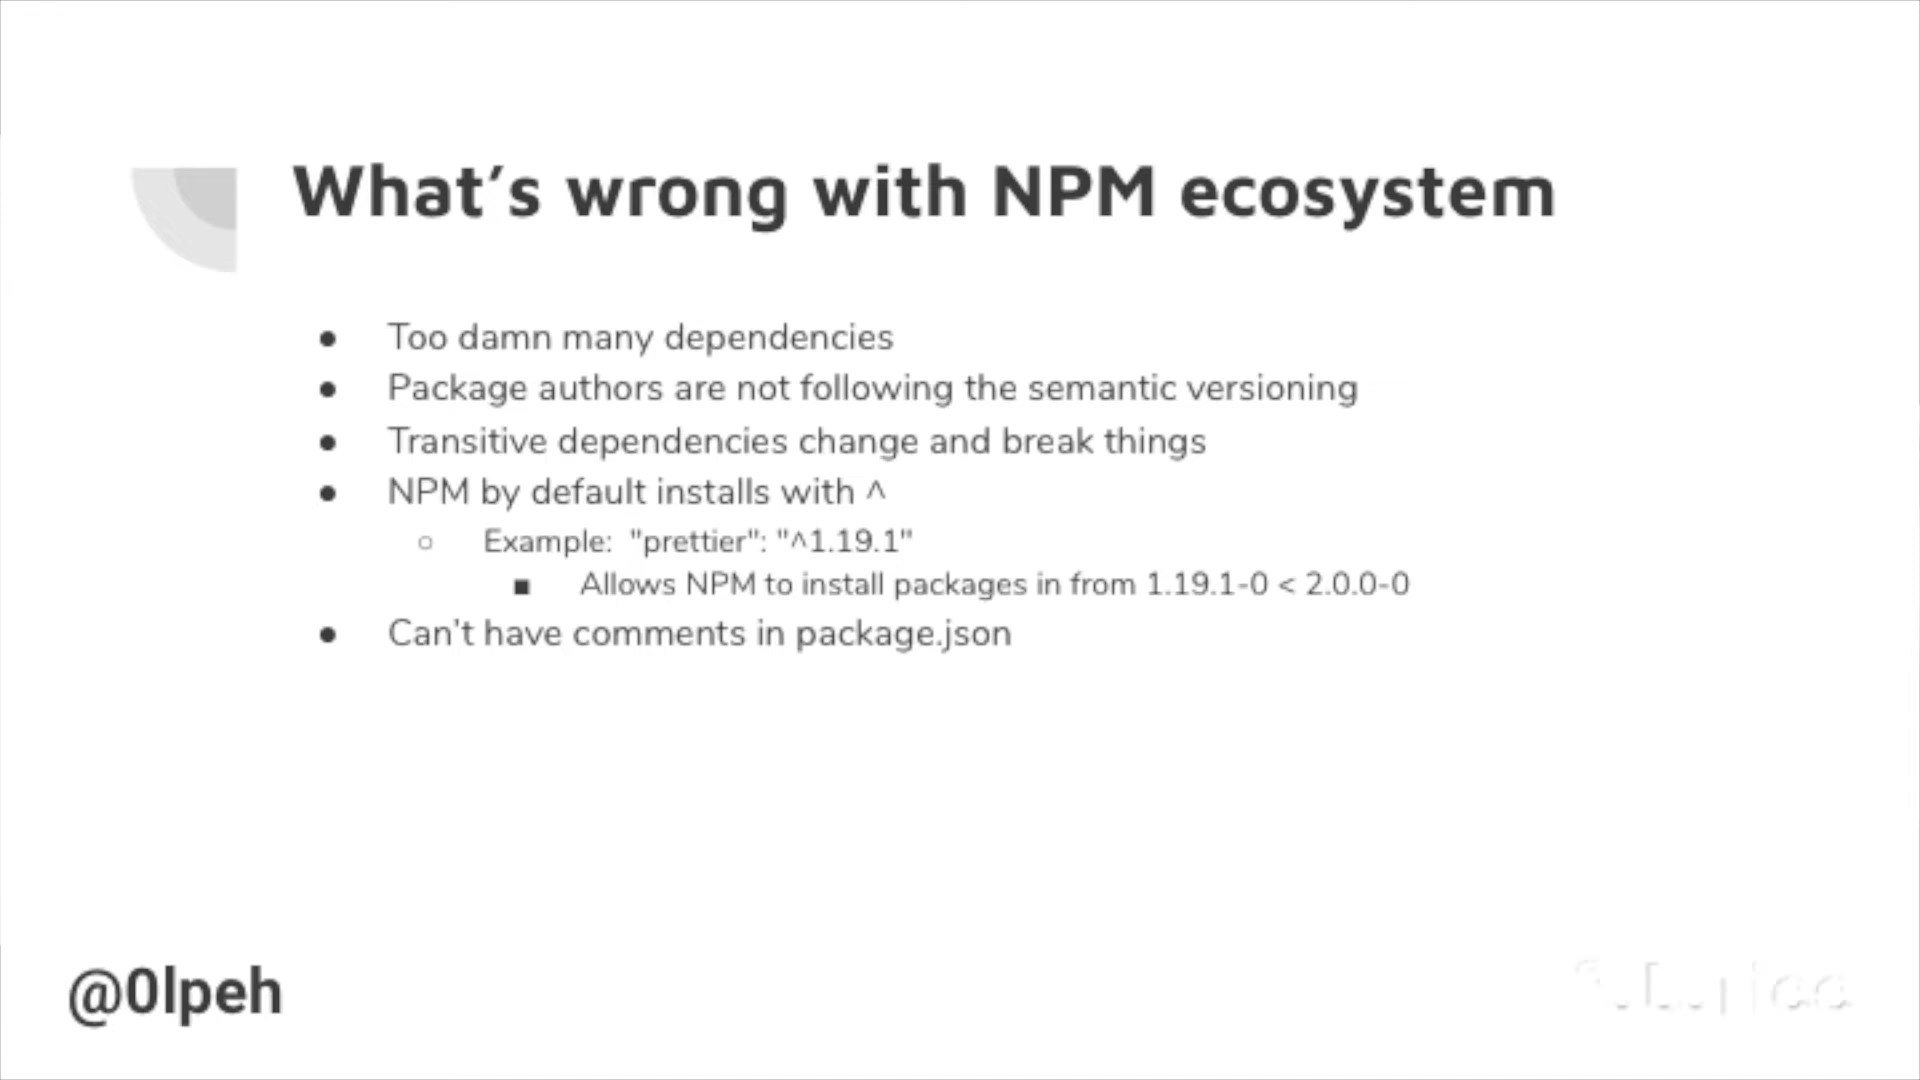 What’s wrong with NPM ecosystem
● Too damn many dependencies
● Package authors are not following the semantic versioning
● Transitive dependencies change and break things
● NPM by default installs with ^
○ Example: "prettier": "^1.19.1"
■ Allows NPM to install packages in from 1.19.1-0 < 2.0.0-0
● Can't have comments in package.json
@0lpeh